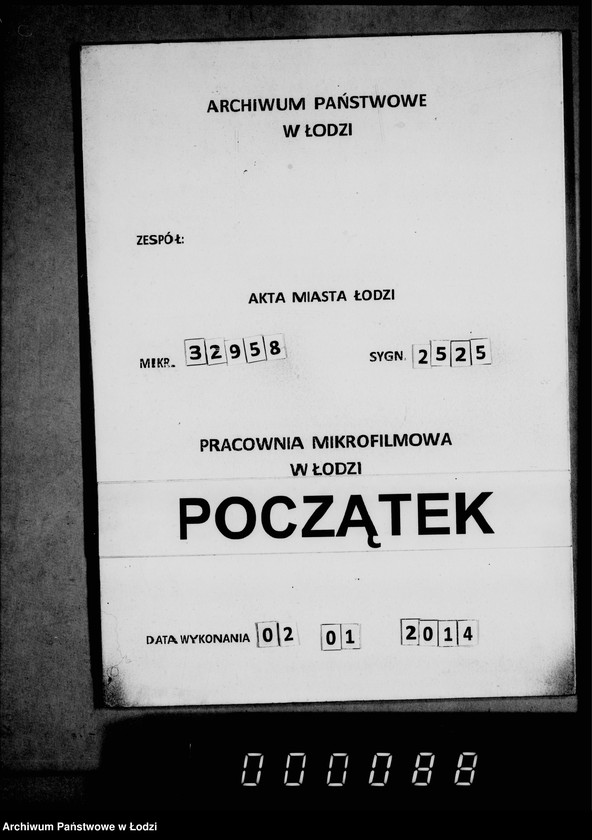 ARCHIWUM PAŃSTWOWE
W ŁODZI
ZESPÓŁ:
AKTA MIASTA ŁODZI
MIKR. 32958 SYGN. 2525
PRACOWNIA MIKROFILMOWA
W ŁODZI
POCZĄTEK
DATA WYKONANIA 02 01 2014
000088
Archiwum Państwowe w Łodzi